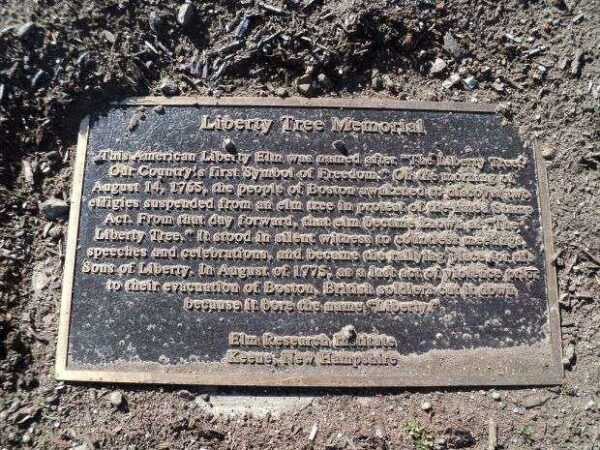 Liberty Tree Memorial
"This American Liberty Elm was named after "The Liberty Tree:
Our Country's first Symbol of Freedom." On the morning of
August 14, 1765, the people of Boston awakened to discover two
effigies suspended from an elm tree in protest of the hated Stamp
Act. From that day forward, that elm became known as "The
Liberty Tree." It stood in silent witness to countless meetings,
speeches and celebrations, and became the rallying place for the
Sons of Liberty. In August of 1775, as a last act of violence prior
to their evacuation of Boston, British soldiers cut it down
because it bore the name "Liberty."
Elm Research Institute
Keene, New Hampshire